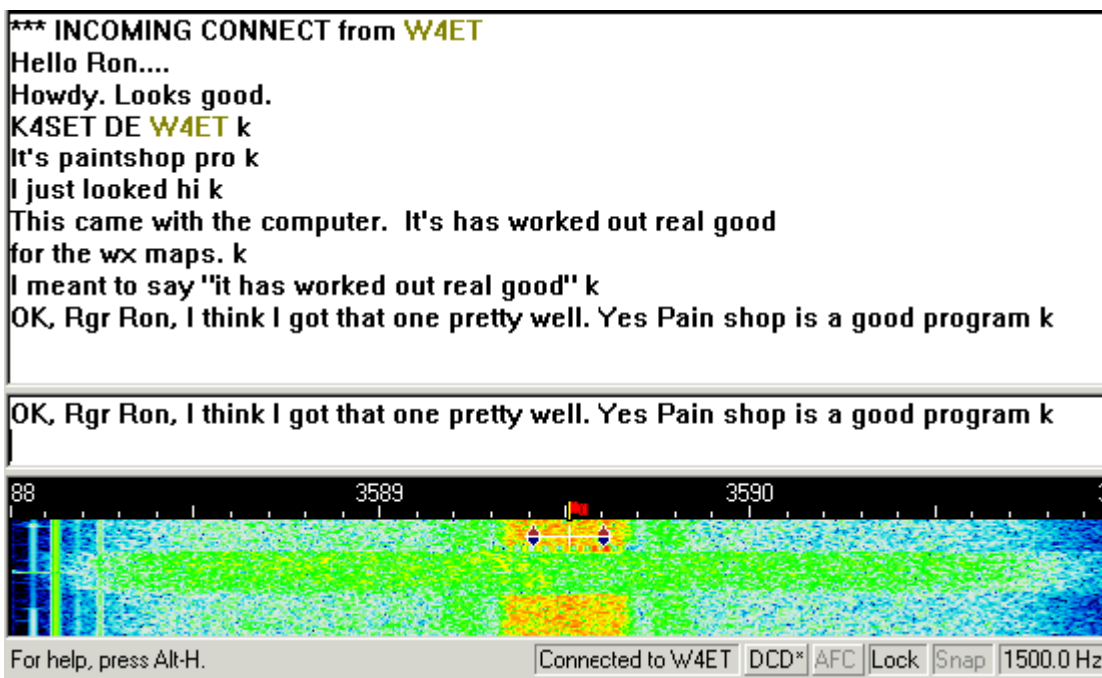 *** INCOMING CONNECT from W4ET
Hello Ron....
Howdy. Looks good.
K4SET DE W4ET k
It's paintshop pro k
I just looked hi k
This came with the computer.  It's has worked out real good
for the wx maps. k
I meant to say "it has worked out real good" k
OK, Rgr Ron, I think I got that one pretty well. Yes Pain shop is a good program k
OK, Rgr Ron, I think I got that one pretty well. Yes Pain shop is a good program k
88 3589 3590
For help, press Alt-H. Connected to W4ET DCD* AFC Lock Snap 1500.0 Hz